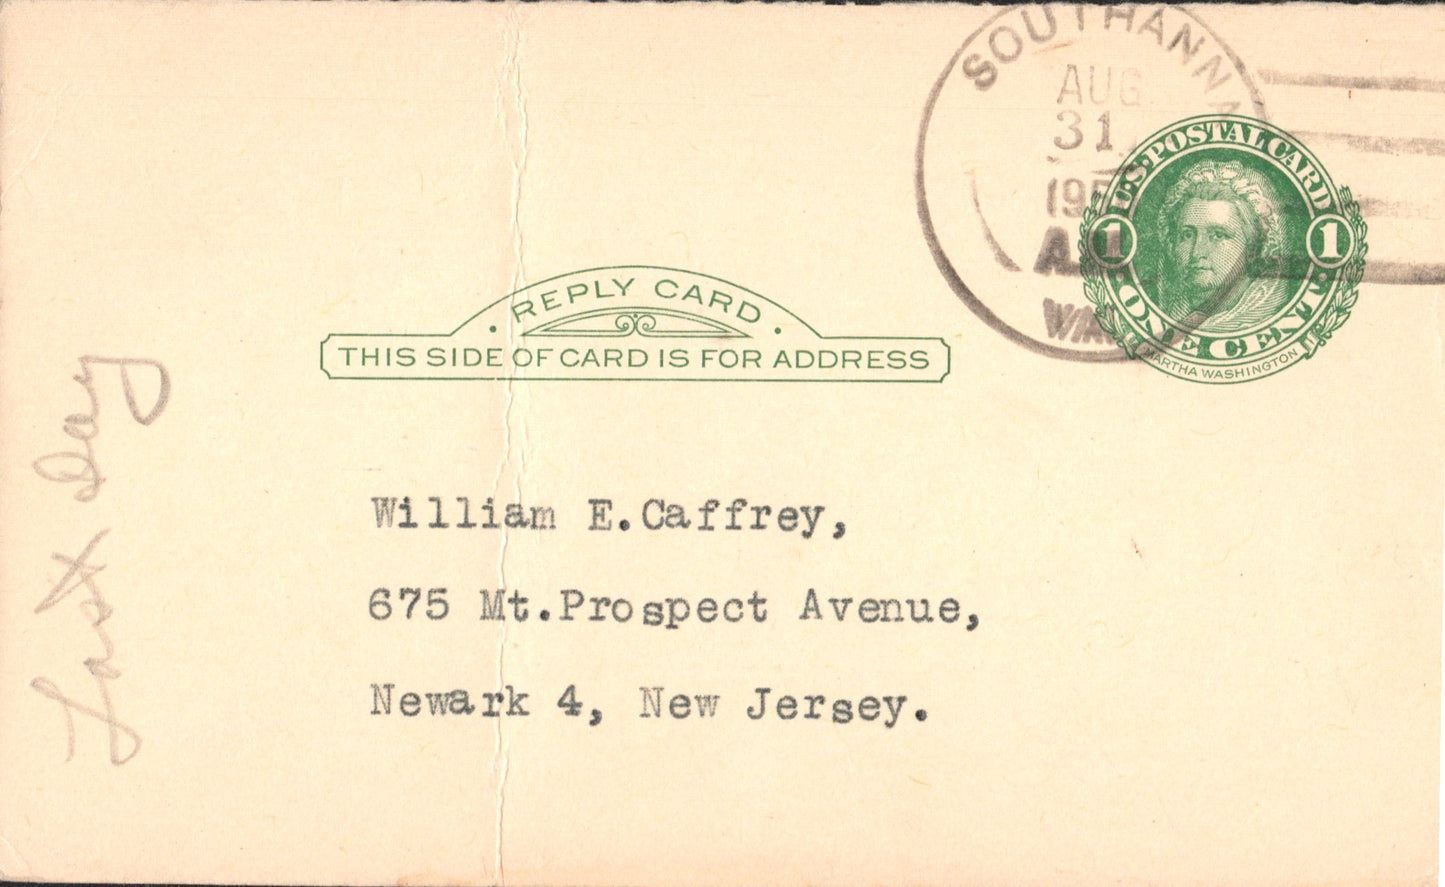 SOUTHANNA
AUG
31
195
A.M.
U.S. POSTAL CARD
1 1
ONE CENT
MARTHA WASHINGTON
REPLY CARD
THIS SIDE OF CARD IS FOR ADDRESS
Last Day
William E.Caffrey,
675 Mt.Prospect Avenue,
Newark 4, New Jersey.